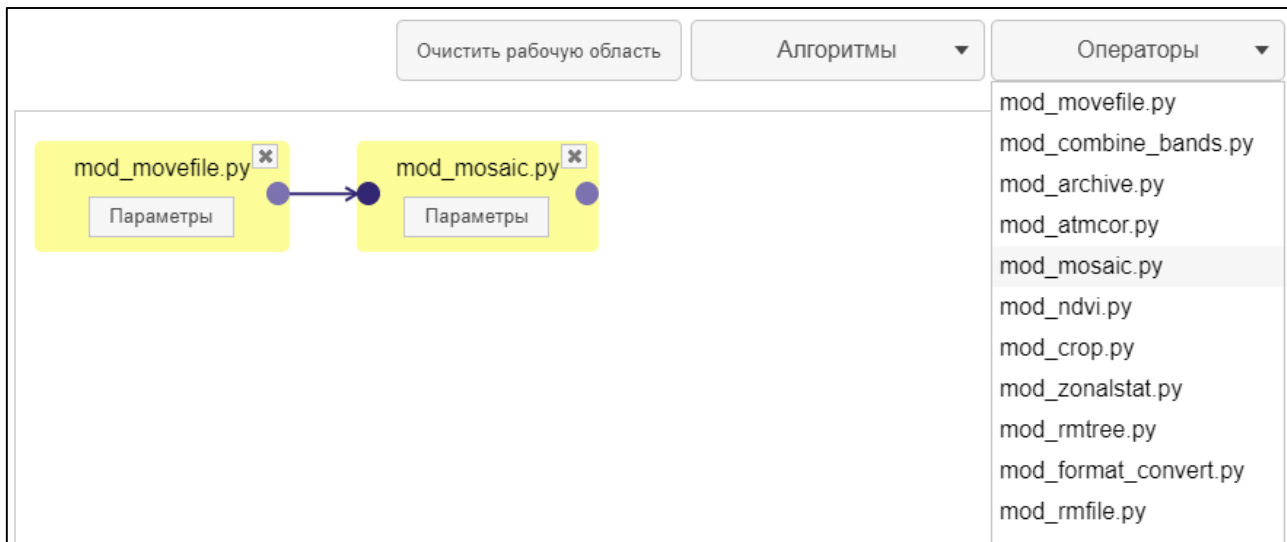 Очистить рабочую область
Алгоритмы
Операторы
mod_movefile.py
Параметры
mod_mosaic.py
Параметры
mod_movefile.py
mod_combine_bands.py
mod_archive.py
mod_atmcor.py
mod_mosaic.py
mod_ndvi.py
mod_crop.py
mod_zonalstat.py
mod_rmtree.py
mod_format_convert.py
mod_rmfile.py